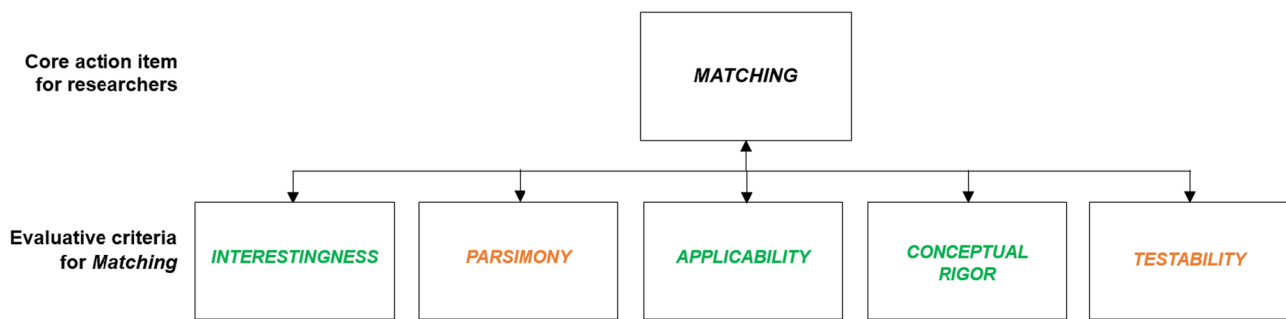 Core action item
for researchers
MATCHING
Evaluative criteria
for Matching
INTERESTINGNESS
PARSIMONY
APPLICABILITY
CONCEPTUAL
RIGOR
TESTABILITY